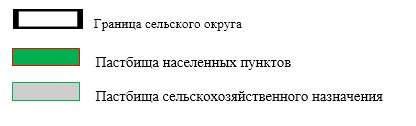 Граница сельского округа
Пастбища населенных пунктов
Пастбища сельскохозяйственного назначения